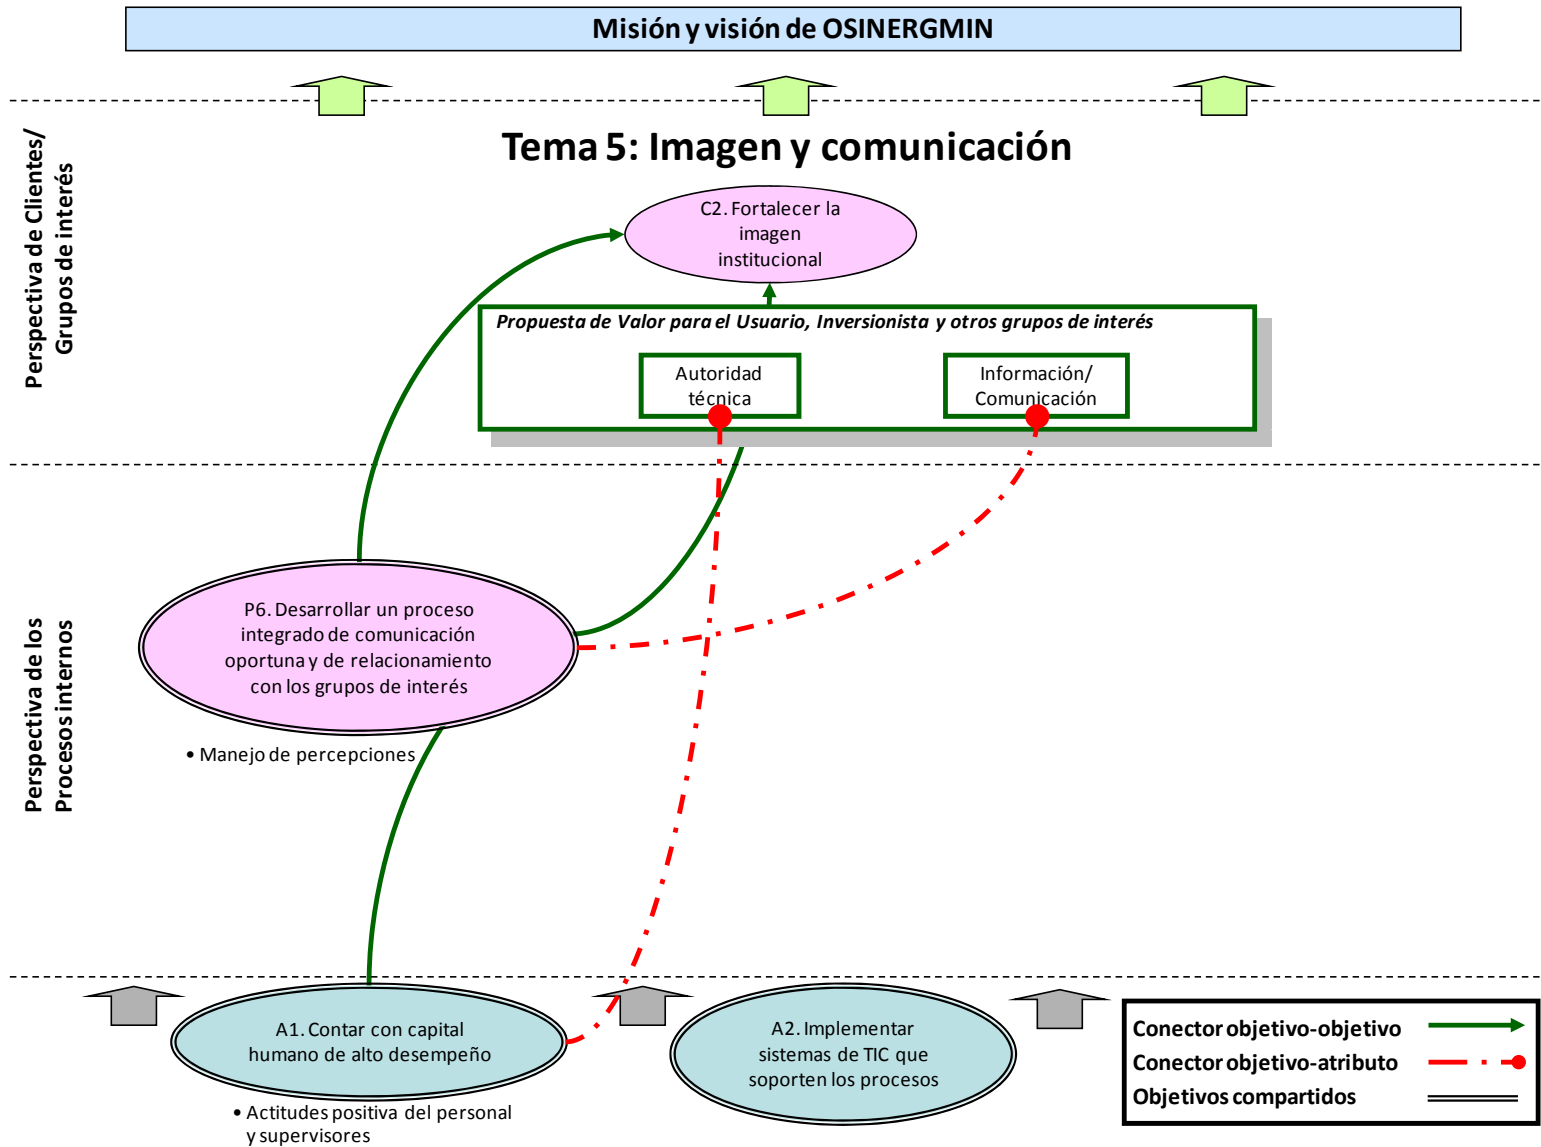 Misión y visión de OSINERGMIN
Perspectiva de Clientes/
Grupos de interés
Tema 5: Imagen y comunicación
C2. Fortalecer la
imagen
institucional
Propuesta de Valor para el Usuario, Inversionista y otros grupos de interés
Autoridad
técnica
Información/
Comunicación
Perspectiva de los
Procesos internos
P6. Desarrollar un proceso
integrado de comunicación
oportuna y de relacionamiento
con los grupos de interés
• Manejo de percepciones
A1. Contar con capital
humano de alto desempeño
• Actitudes positiva del personal
y supervisores
A2. Implementar
sistemas de TIC que
soporten los procesos
Conector objetivo-objetivo
Conector objetivo-atributo
Objetivos compartidos